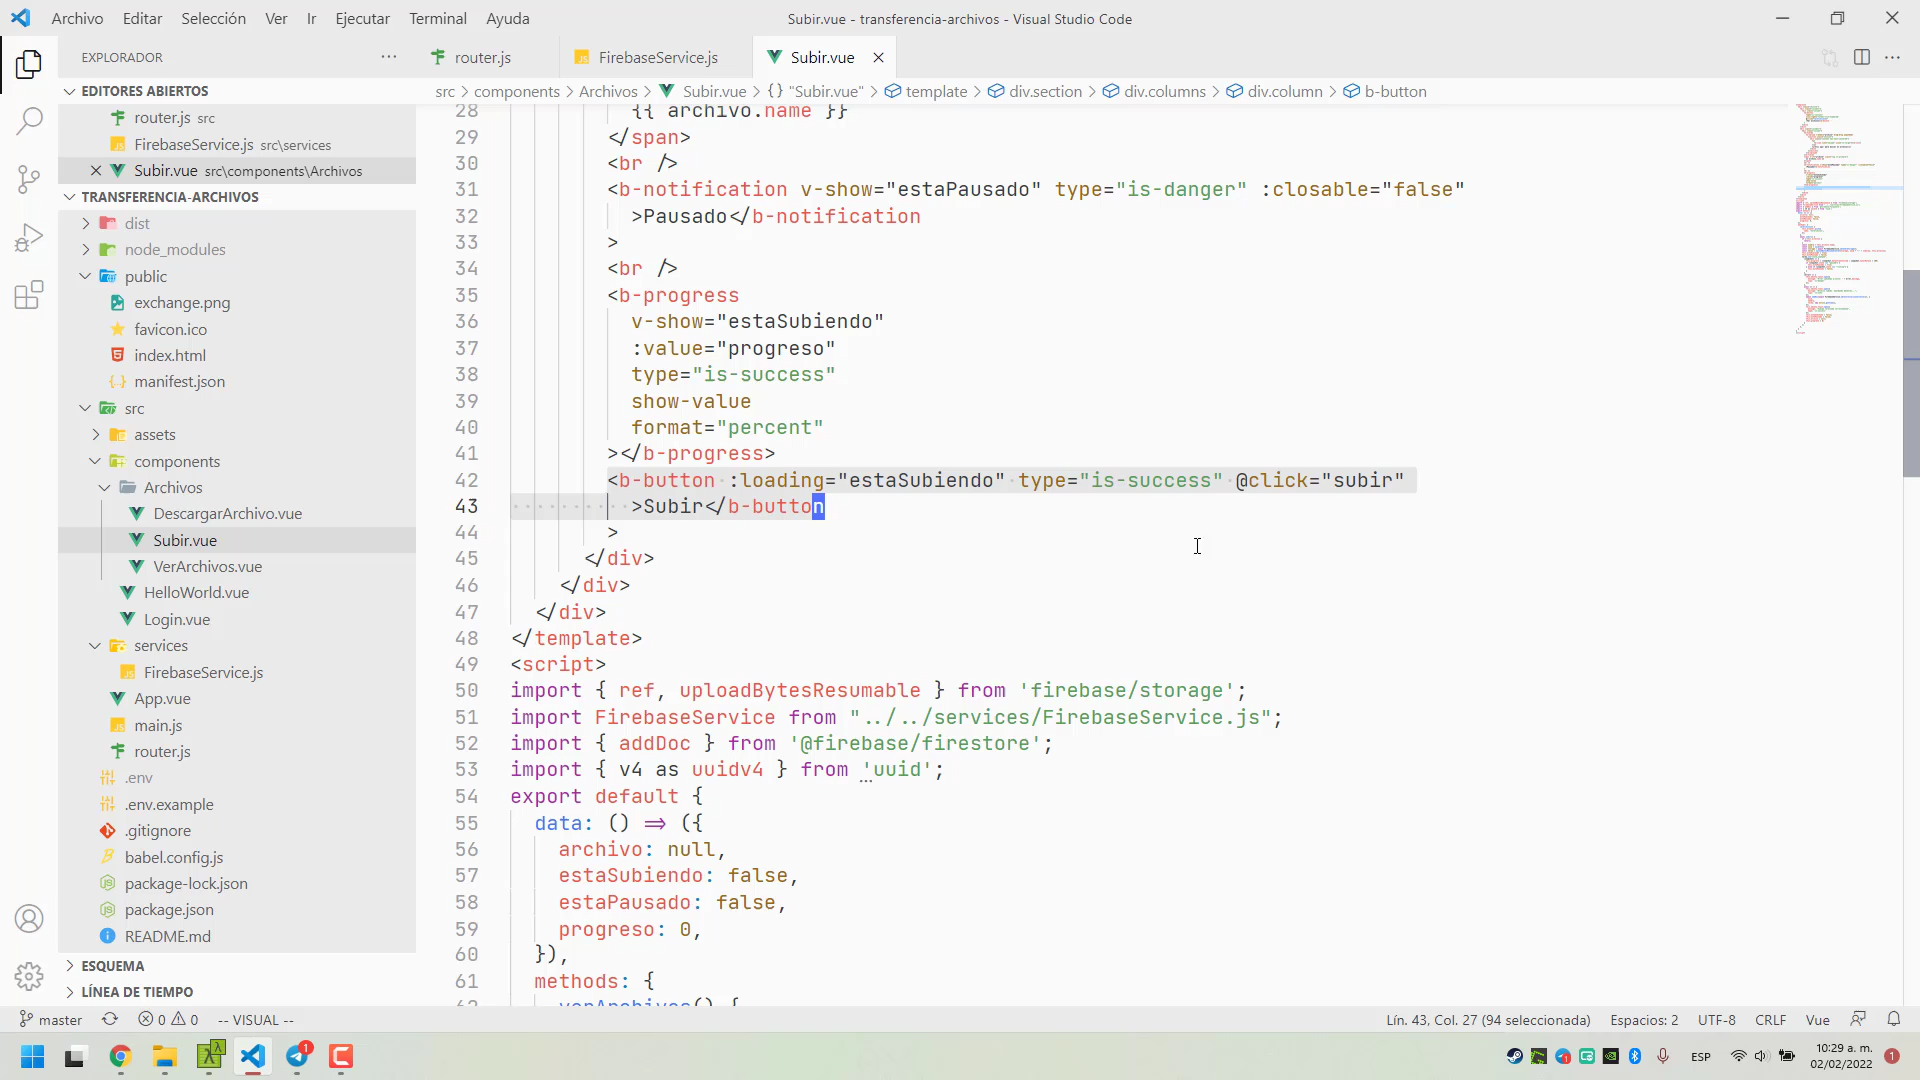 Archivo Editar Selección Ver Ir Ejecutar Terminal Ayuda
Subir.vue - transferencia-archivos - Visual Studio Code
EXPLORADOR
router.js
FirebaseService.js
Subir.vue
EDITORES ABIERTOS
router.js src
FirebaseService.js src\services
Subir.vue src\components\Archivos
TRANSFERENCIA-ARCHIVOS
dist
node_modules
public
exchange.png
favicon.ico
index.html
manifest.json
src
assets
components
Archivos
DescargarArchivo.vue
Subir.vue
VerArchivos.vue
HelloWorld.vue
Login.vue
services
FirebaseService.js
App.vue
main.js
router.js
.env
.env.example
.gitignore
babel.config.js
package-lock.json
package.json
README.md
ESQUEMA
LÍNEA DE TIEMPO
src > components > Archivos > Subir.vue > {} "Subir.vue" > template > div.section > div.columns > div.column > b-button
28 {{ archivo.name }}
29 </span>
30 <br />
31 <b-notification v-show="estaPausado" type="is-danger" :closable="false"
32 >Pausado</b-notification
33 >
34 <br />
35 <b-progress
36 v-show="estaSubiendo"
37 :value="progreso"
38 type="is-success"
39 show-value
40 format="percent"
41 ></b-progress>
42 <b-button :loading="estaSubiendo" type="is-success" @click="subir"
43 >Subir</b-button
44 >
45 </div>
46 </div>
47 </div>
48 </template>
49 <script>
50 import { ref, uploadBytesResumable } from 'firebase/storage';
51 import FirebaseService from "../../services/FirebaseService.js";
52 import { addDoc } from '@firebase/firestore';
53 import { v4 as uuidv4 } from 'uuid';
54 export default {
55 data: () => ({
56 archivo: null,
57 estaSubiendo: false,
58 estaPausado: false,
59 progreso: 0,
60 }),
61 methods: {
62 verArchivos() {
master 0 0 -- VISUAL --
Lín. 43, Col. 27 (94 seleccionada) Espacios: 2 UTF-8 CRLF Vue
1
ESP
10:29 a. m.
02/02/2022
1